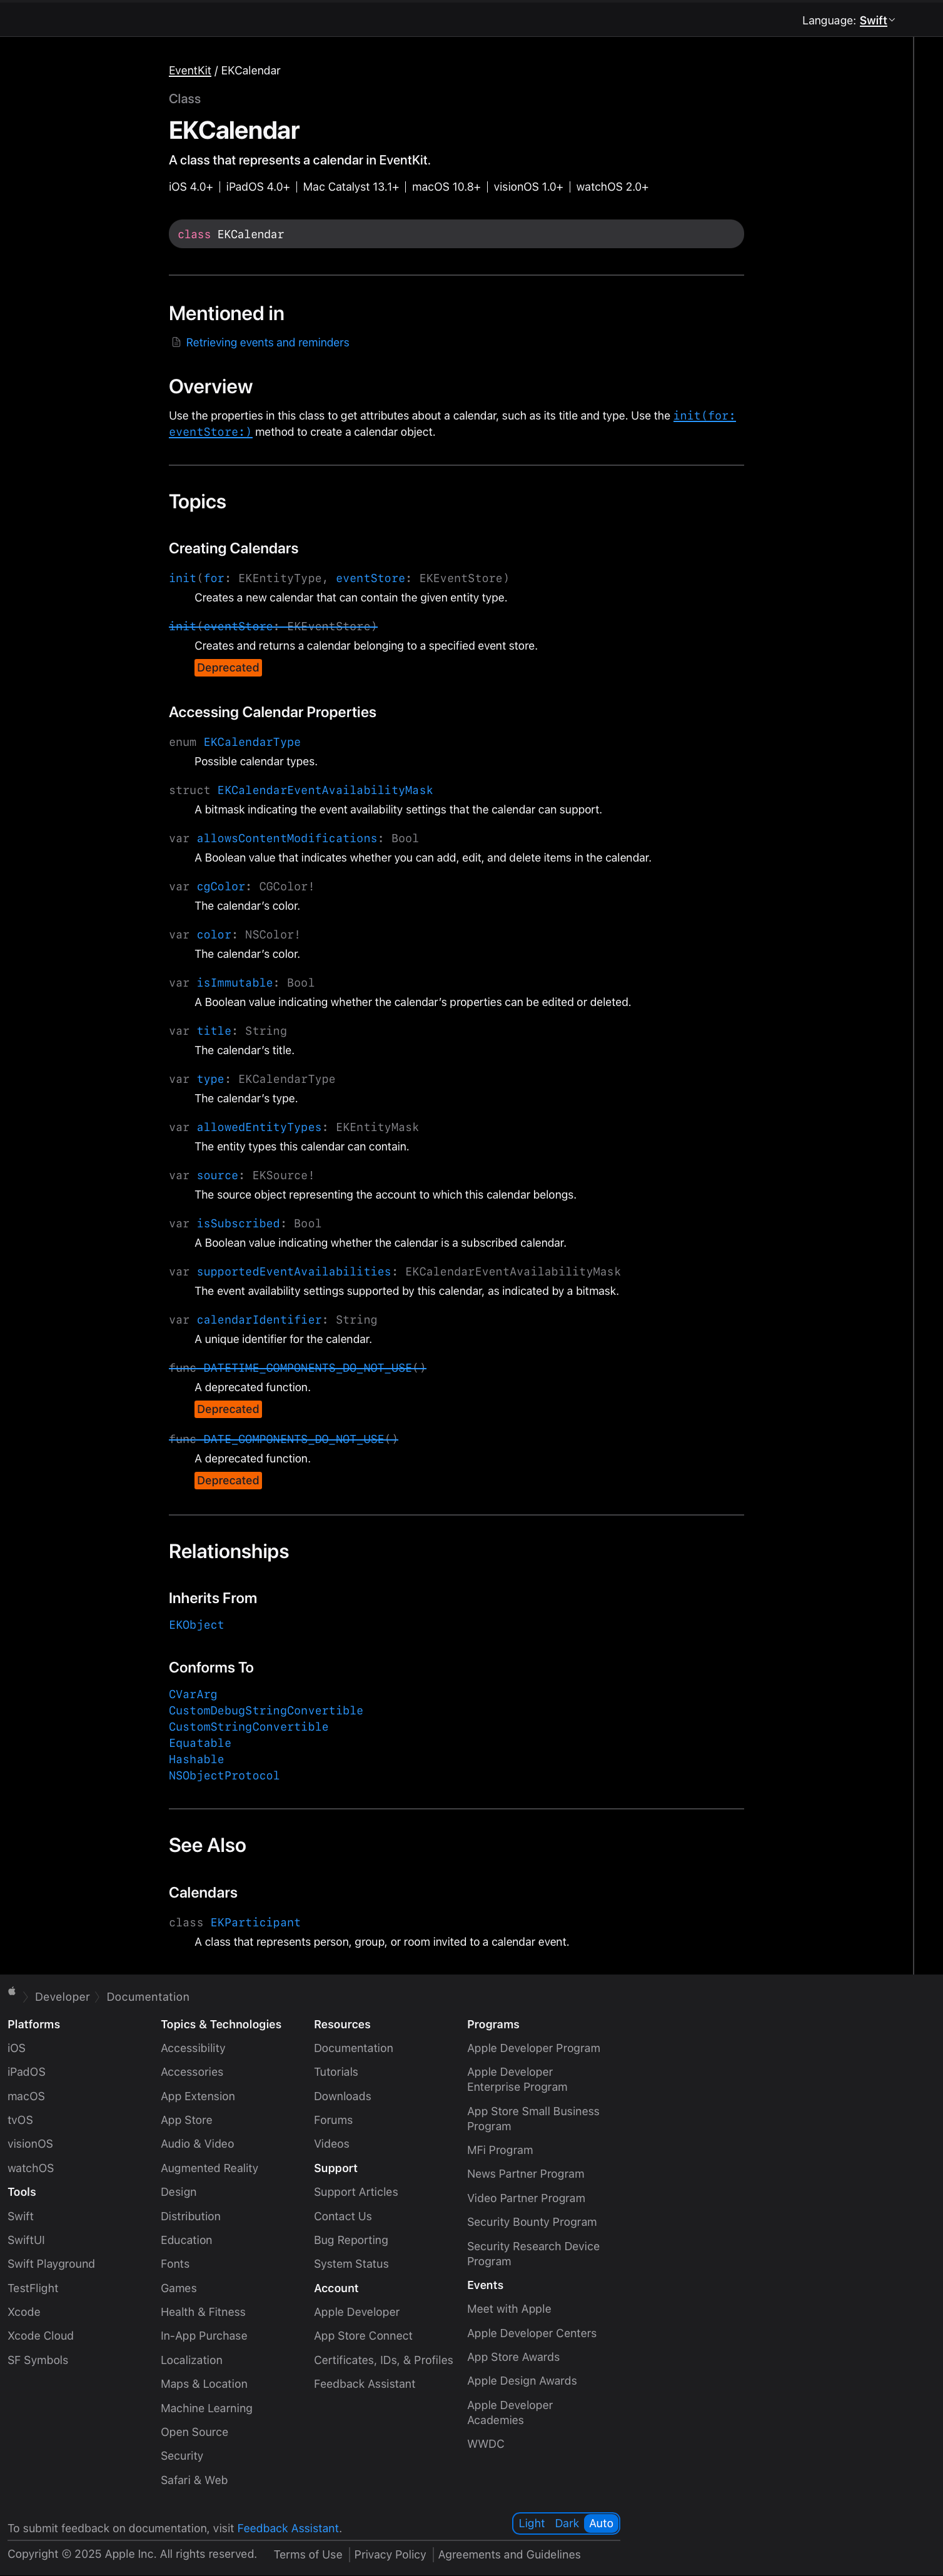 Language: Swift
EventKit / EKCalendar
Class
EKCalendar
A class that represents a calendar in EventKit.
iOS 4.0+ | iPadOS 4.0+ | Mac Catalyst 13.1+ | macOS 10.8+ | visionOS 1.0+ | watchOS 2.0+
class EKCalendar
Mentioned in
Retrieving events and reminders
Overview
Use the properties in this class to get attributes about a calendar, such as its title and type. Use the init(for:
eventStore:) method to create a calendar object.
Topics
Creating Calendars
init(for: EKEntityType, eventStore: EKEventStore)
Creates a new calendar that can contain the given entity type.
init(eventStore: EKEventStore)
Creates and returns a calendar belonging to a specified event store.
Deprecated
Accessing Calendar Properties
enum EKCalendarType
Possible calendar types.
struct EKCalendarEventAvailabilityMask
A bitmask indicating the event availability settings that the calendar can support.
var allowsContentModifications: Bool
A Boolean value that indicates whether you can add, edit, and delete items in the calendar.
var cgColor: CGColor!
The calendar’s color.
var color: NSColor!
The calendar’s color.
var isImmutable: Bool
A Boolean value indicating whether the calendar’s properties can be edited or deleted.
var title: String
The calendar’s title.
var type: EKCalendarType
The calendar’s type.
var allowedEntityTypes: EKEntityMask
The entity types this calendar can contain.
var source: EKSource!
The source object representing the account to which this calendar belongs.
var isSubscribed: Bool
A Boolean value indicating whether the calendar is a subscribed calendar.
var supportedEventAvailabilities: EKCalendarEventAvailabilityMask
The event availability settings supported by this calendar, as indicated by a bitmask.
var calendarIdentifier: String
A unique identifier for the calendar.
func DATETIME_COMPONENTS_DO_NOT_USE()
A deprecated function.
Deprecated
func DATE_COMPONENTS_DO_NOT_USE()
A deprecated function.
Deprecated
Relationships
Inherits From
EKObject
Conforms To
CVarArg
CustomDebugStringConvertible
CustomStringConvertible
Equatable
Hashable
NSObjectProtocol
See Also
Calendars
class EKParticipant
A class that represents person, group, or room invited to a calendar event.
Developer Documentation
Platforms
iOS
iPadOS
macOS
tvOS
visionOS
watchOS
Tools
Swift
SwiftUI
Swift Playground
TestFlight
Xcode
Xcode Cloud
SF Symbols
Topics & Technologies
Accessibility
Accessories
App Extension
App Store
Audio & Video
Augmented Reality
Design
Distribution
Education
Fonts
Games
Health & Fitness
In-App Purchase
Localization
Maps & Location
Machine Learning
Open Source
Security
Safari & Web
Resources
Documentation
Tutorials
Downloads
Forums
Videos
Support
Support Articles
Contact Us
Bug Reporting
System Status
Account
Apple Developer
App Store Connect
Certificates, IDs, & Profiles
Feedback Assistant
Programs
Apple Developer Program
Apple Developer
Enterprise Program
App Store Small Business
Program
MFi Program
News Partner Program
Video Partner Program
Security Bounty Program
Security Research Device
Program
Events
Meet with Apple
Apple Developer Centers
App Store Awards
Apple Design Awards
Apple Developer
Academies
WWDC
To submit feedback on documentation, visit Feedback Assistant.
Light Dark Auto
Copyright © 2025 Apple Inc. All rights reserved. Terms of Use | Privacy Policy | Agreements and Guidelines